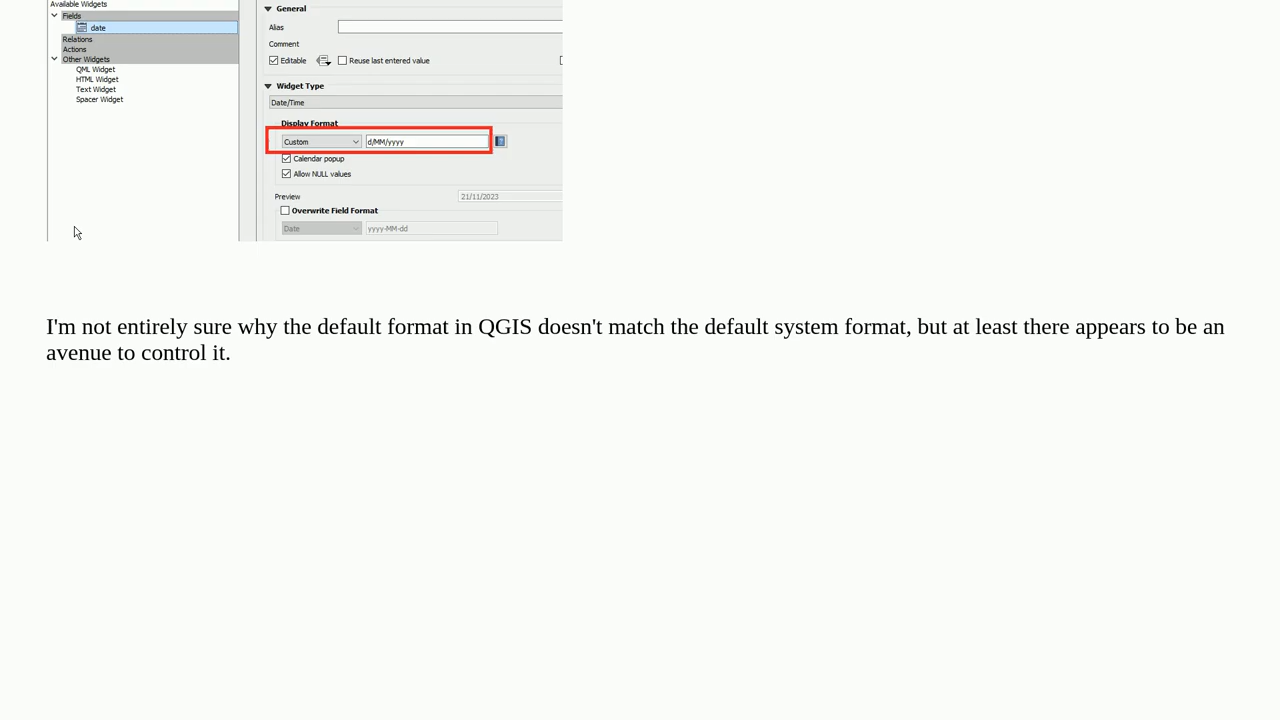 Available Widgets
General
Fields
date
Alias
Relations
Comment
Actions
Other Widgets
Editable
Reuse last entered value
QML Widget
HTML Widget
Widget Type
Text Widget
Spacer Widget
Date/Time
Display Format
Custom
d/MM/yyyy
Calendar popup
Allow NULL values
Preview
21/11/2023
Overwrite Field Format
Date
yyyy-MM-dd
I'm not entirely sure why the default format in QGIS doesn't match the default system format, but at least there appears to be an
avenue to control it.